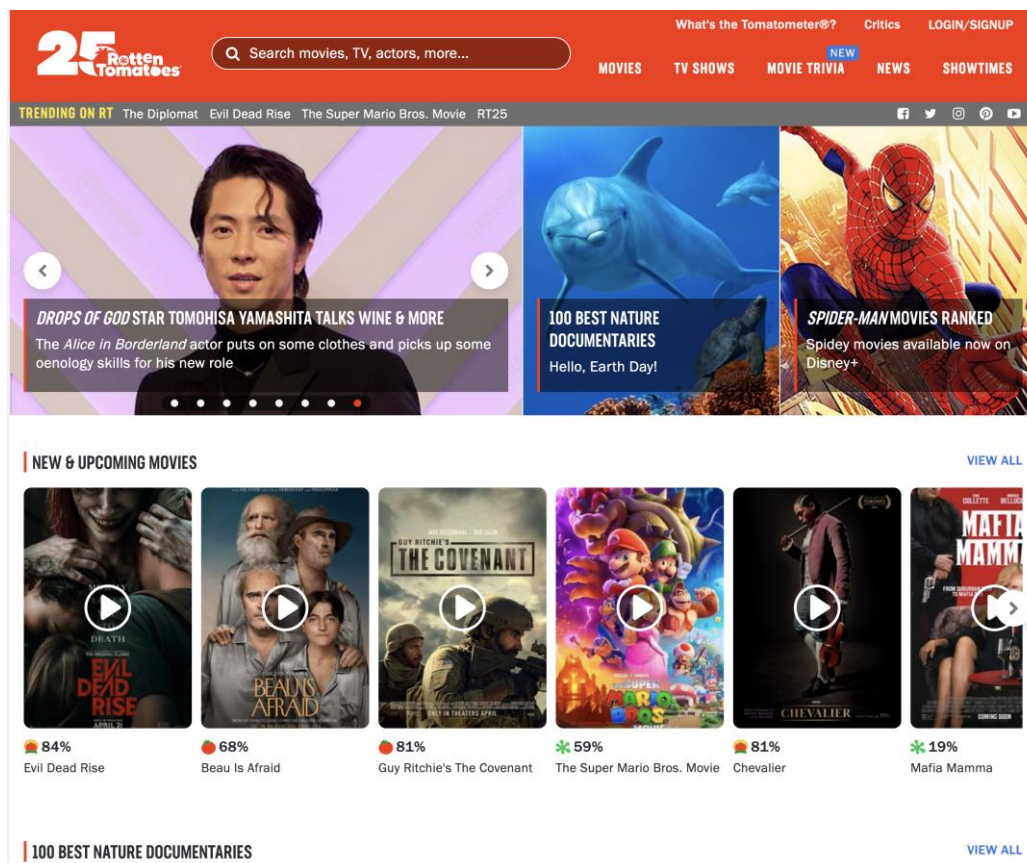 What's the Tomatometer®? Critics LOGIN/SIGNUP
25 Rotten Tomatoes
Search movies, TV, actors, more...
NEW
MOVIES TV SHOWS MOVIE TRIVIA NEWS SHOWTIMES
TRENDING ON RT The Diplomat Evil Dead Rise The Super Mario Bros. Movie RT25
DROPS OF GOD STAR TOMOHISA YAMASHITA TALKS WINE & MORE
The Alice in Borderland actor puts on some clothes and picks up some
oenology skills for his new role
100 BEST NATURE
DOCUMENTARIES
Hello, Earth Day!
SPIDER-MAN MOVIES RANKED
Spidey movies available now on
Disney+
NEW & UPCOMING MOVIES
VIEW ALL
DEATH
EVIL
DEAD
RISE
APRIL 21
BEAU IS
AFRAID
GUY RITCHIE'S
THE COVENANT
ONLY IN THEATERS APRIL
SUPER
MARIO
BROS
CHEVALIER
COLLETTE
MAFIA
MAMMA
COMING SOON
84%
Evil Dead Rise
68%
Beau Is Afraid
81%
Guy Ritchie's The Covenant
59%
The Super Mario Bros. Movie
81%
Chevalier
19%
Mafia Mamma
100 BEST NATURE DOCUMENTARIES
VIEW ALL